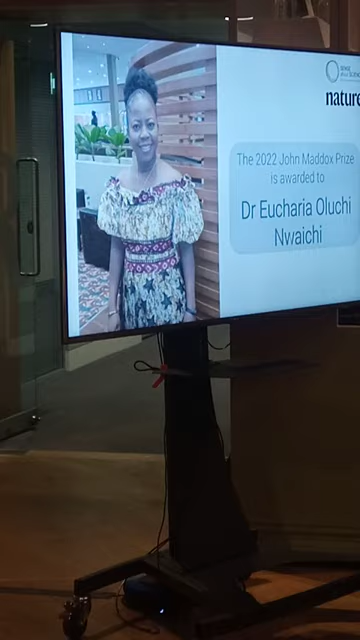 nature
The 2022 John Maddox Prize
is awarded to
Dr Eucharia Oluchi
Nwaichi